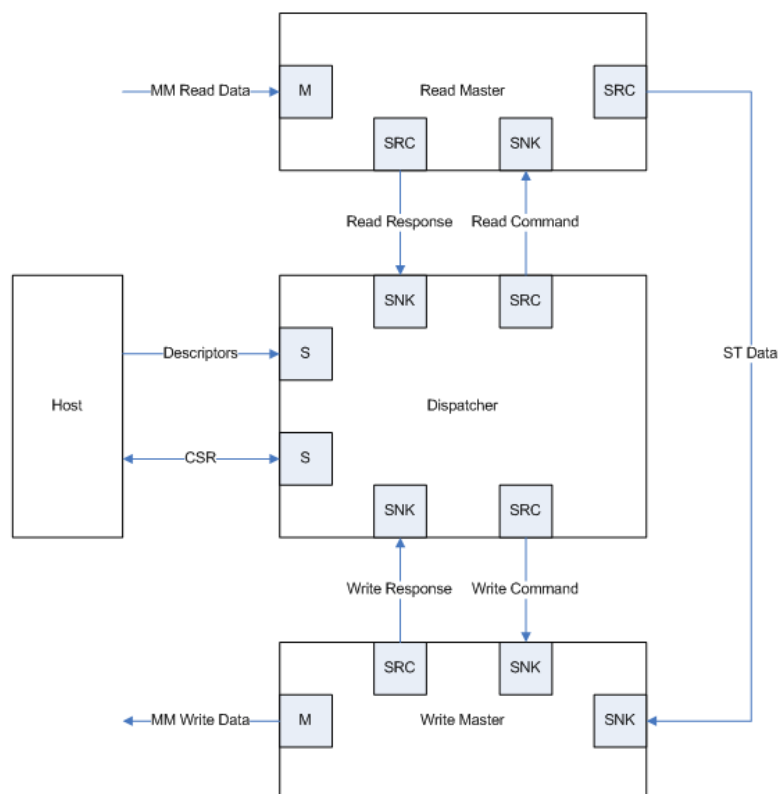 MM Read Data
M
Read Master
SRC
SRC
SNK
Read Response
Read Command
SNK
SRC
Descriptors
S
ST Data
Host
Dispatcher
CSR
S
SNK
SRC
Write Response
Write Command
SRC
SNK
MM Write Data
M
Write Master
SNK